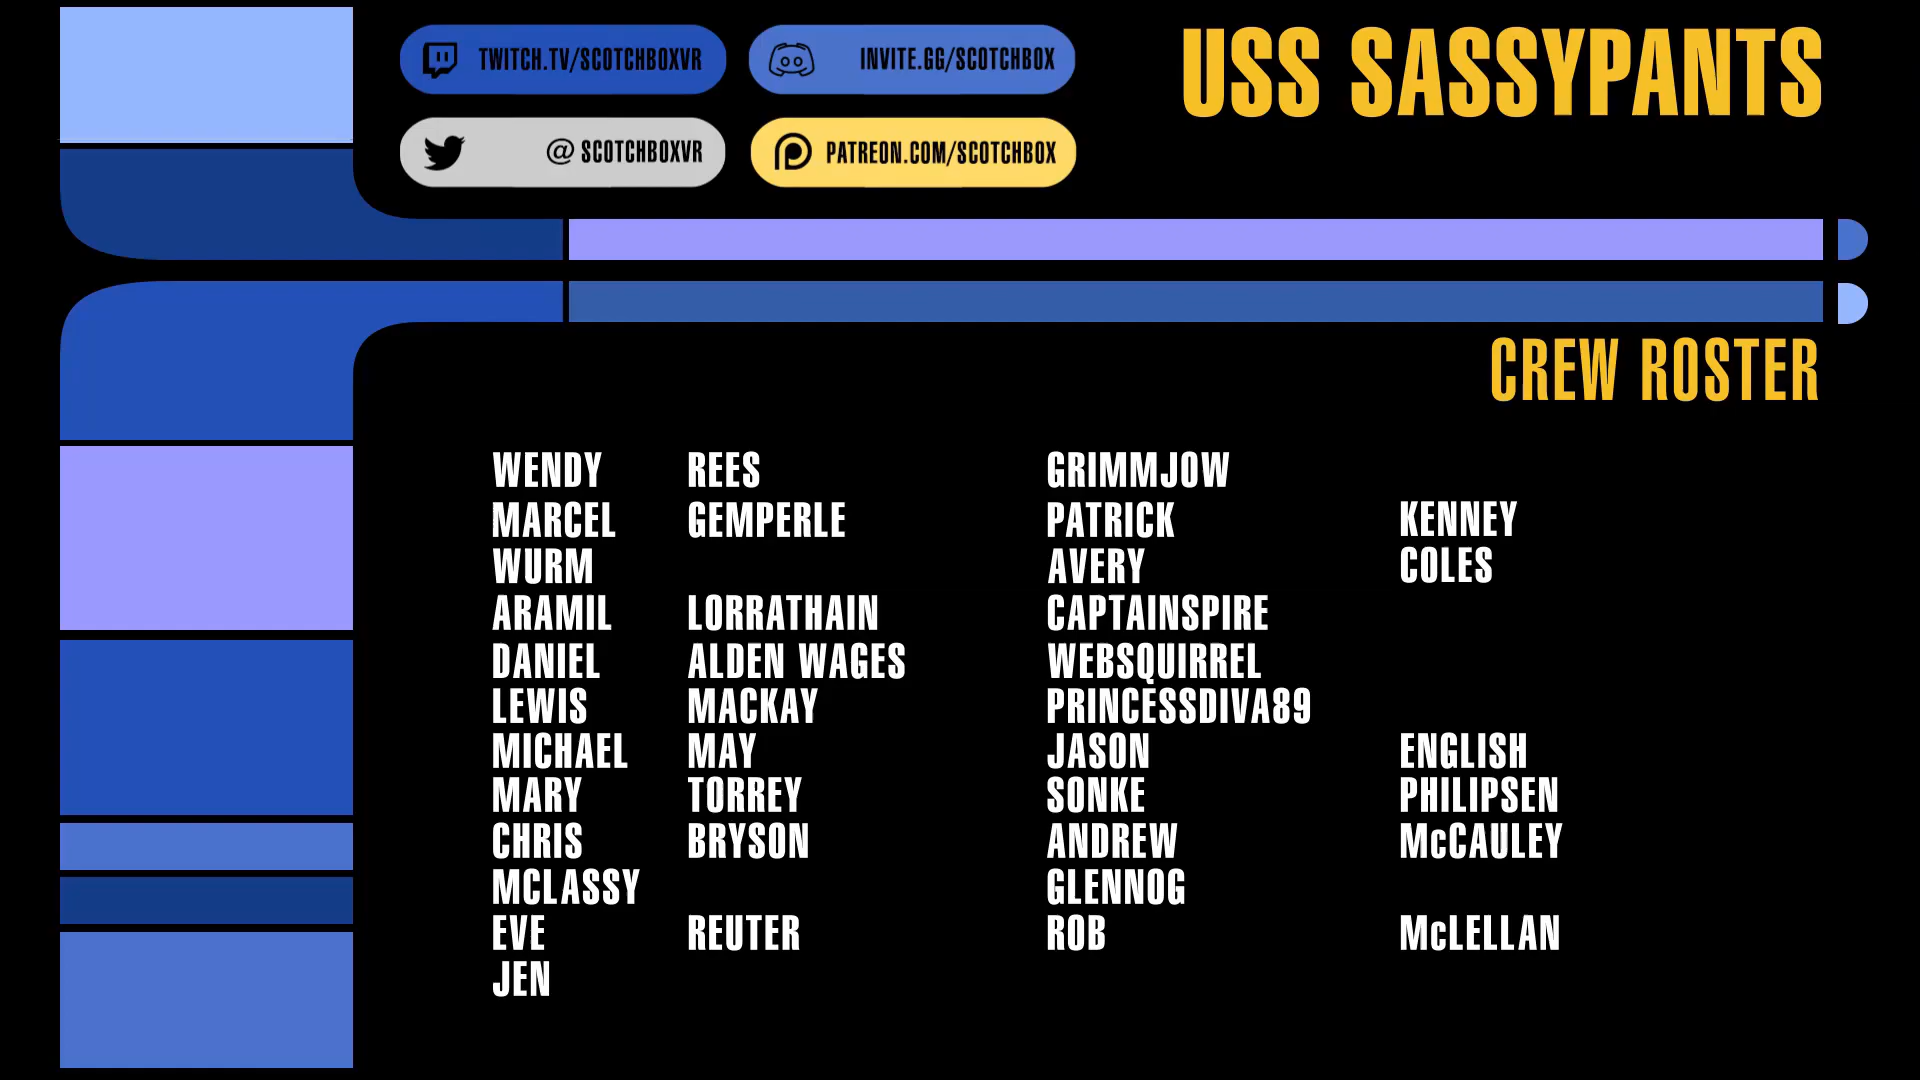 TWITCH.TV/SCOTCHBOXVR INVITE.GG/SCOTCHBOX
USS SASSYPANTS
@SCOTCHBOXVR PATREON.COM/SCOTCHBOX
CREW ROSTER
WENDY REES GRIMMJOW
MARCEL GEMPERLE PATRICK KENNEY
WURM AVERY COLES
ARAMIL LORRATHAIN CAPTAINSPIRE
DANIEL ALDEN WAGES WEBSQUIRREL
LEWIS MACKAY PRINCESSDIVA89
MICHAEL MAY JASON ENGLISH
MARY TORREY SONKE PHILIPSEN
CHRIS BRYSON ANDREW McCAULEY
MCLASSY GLENNOG
EVE REUTER ROB McLELLAN
JEN